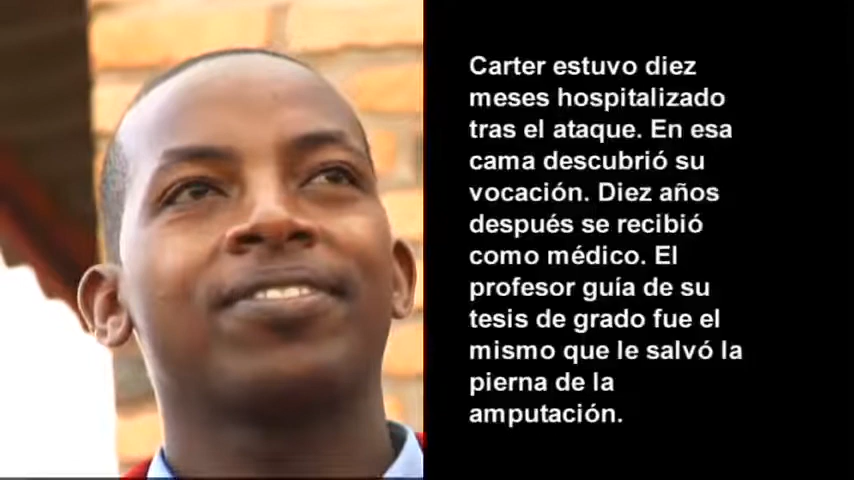 Carter estuvo diez
meses hospitalizado
tras el ataque. En esa
cama descubrió su
vocación. Diez años
después se recibió
como médico. El
profesor guía de su
tesis de grado fue el
mismo que le salvó la
pierna de la
amputación.